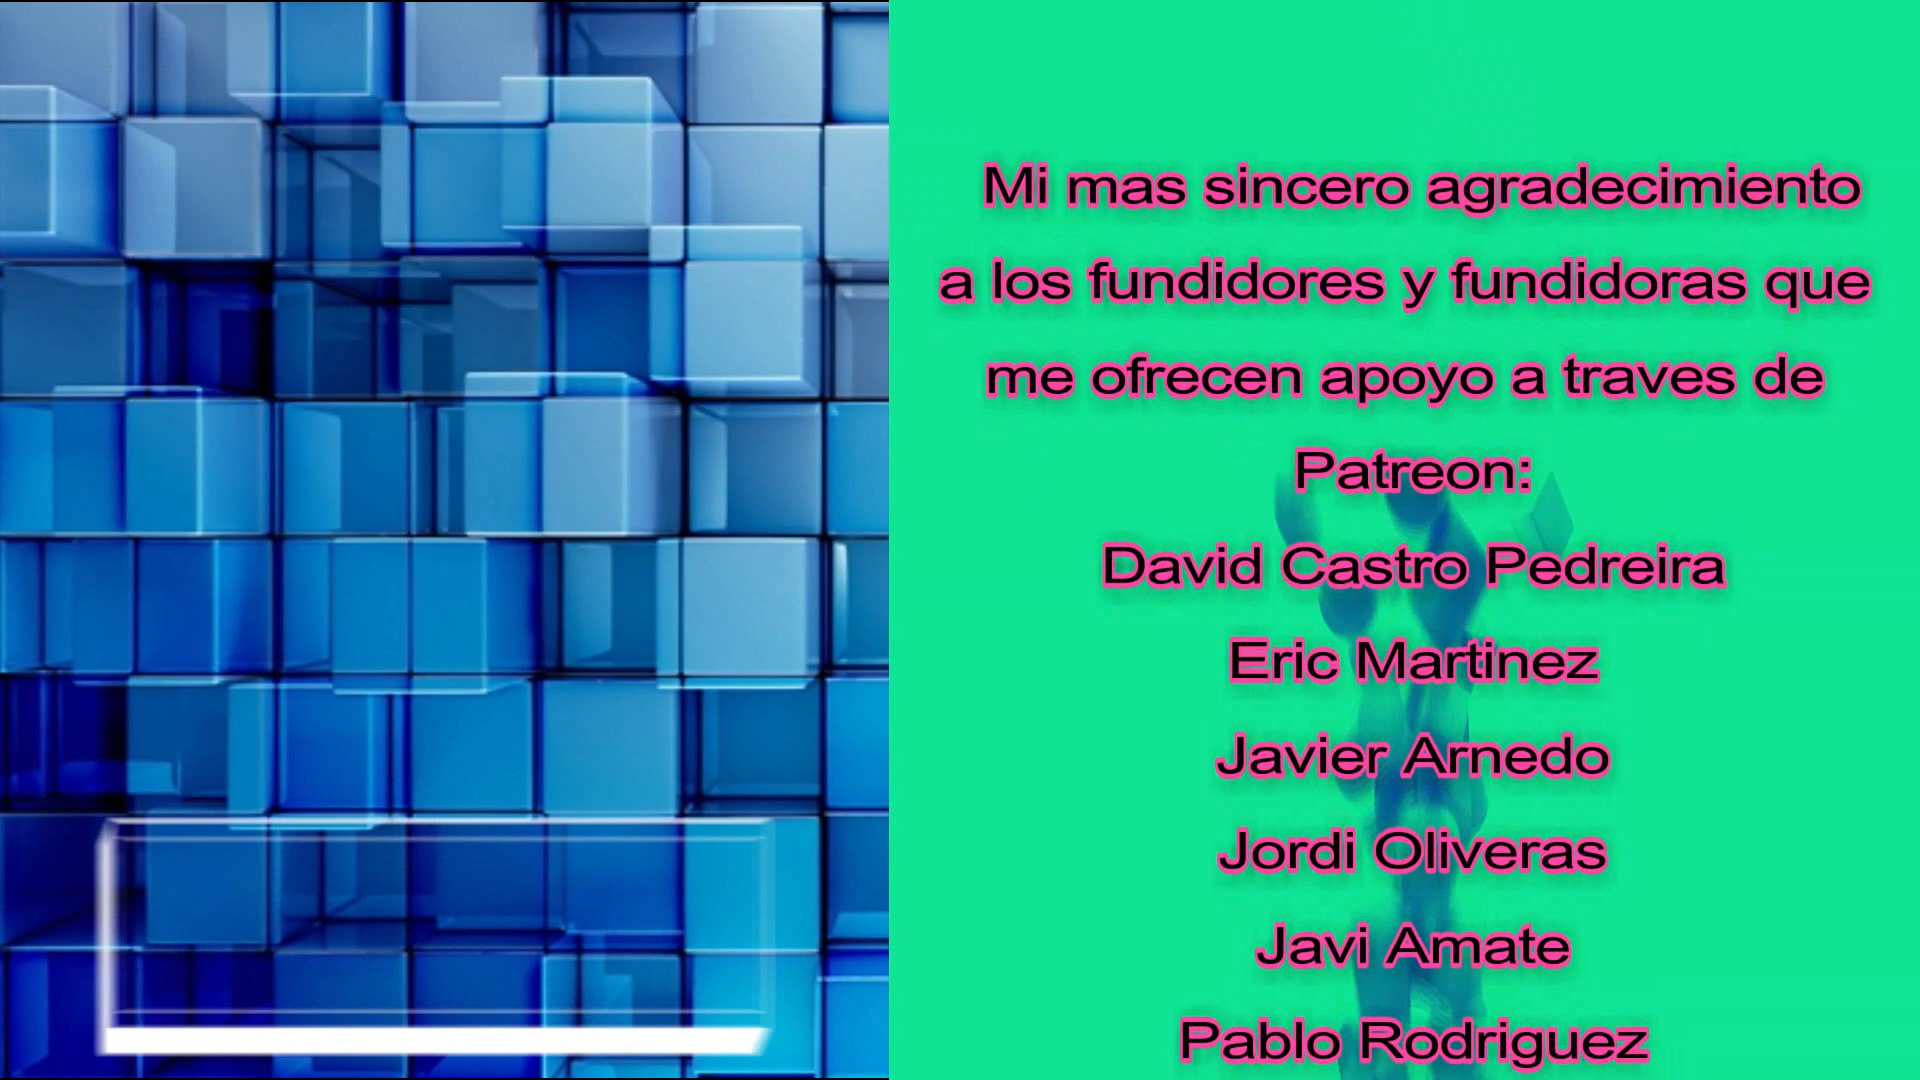 Mi mas sincero agradecimiento
a los fundidores y fundidoras que
me ofrecen apoyo a traves de
Patreon:
David Castro Pedreira
Eric Martinez
Javier Arnedo
Jordi Oliveras
Javi Amate
Pablo Rodriguez